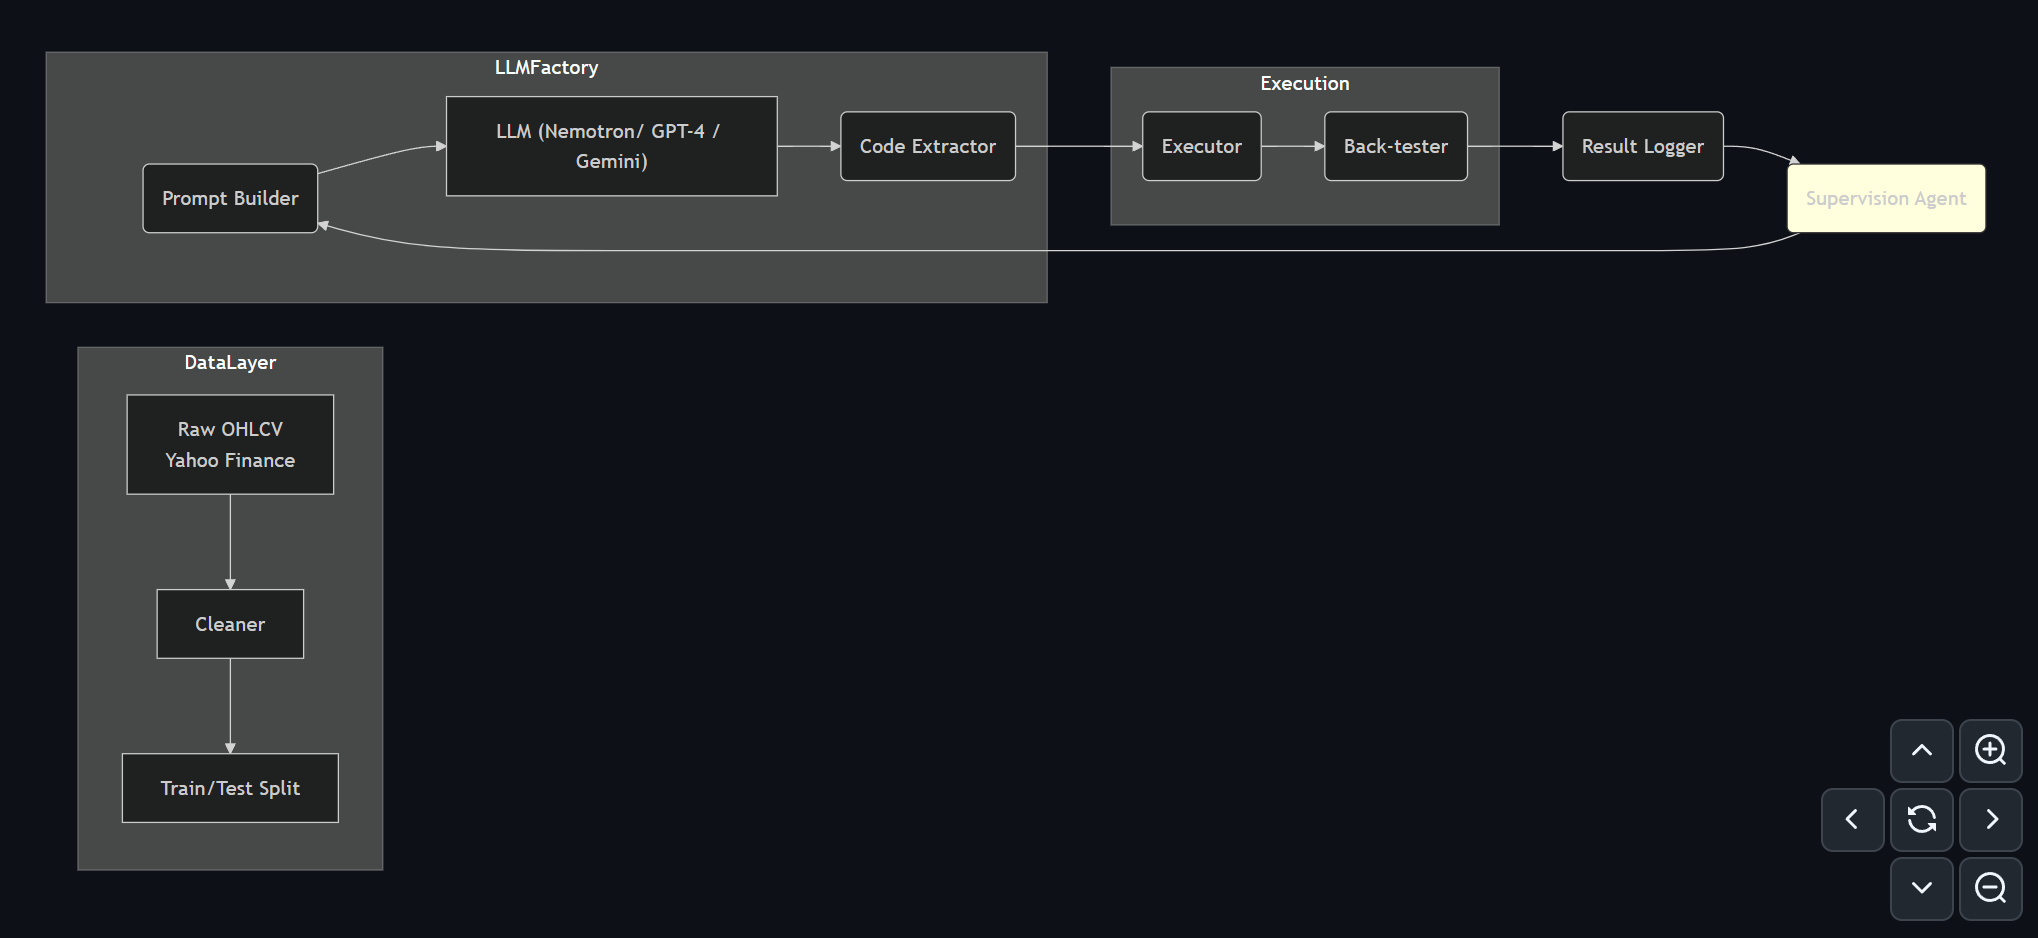 LLMFactory
Prompt Builder
LLM (Nemotron/ GPT-4 /
Gemini)
Code Extractor
Execution
Executor
Back-tester
Result Logger
Supervision Agent
DataLayer
Raw OHLCV
Yahoo Finance
Cleaner
Train/Test Split